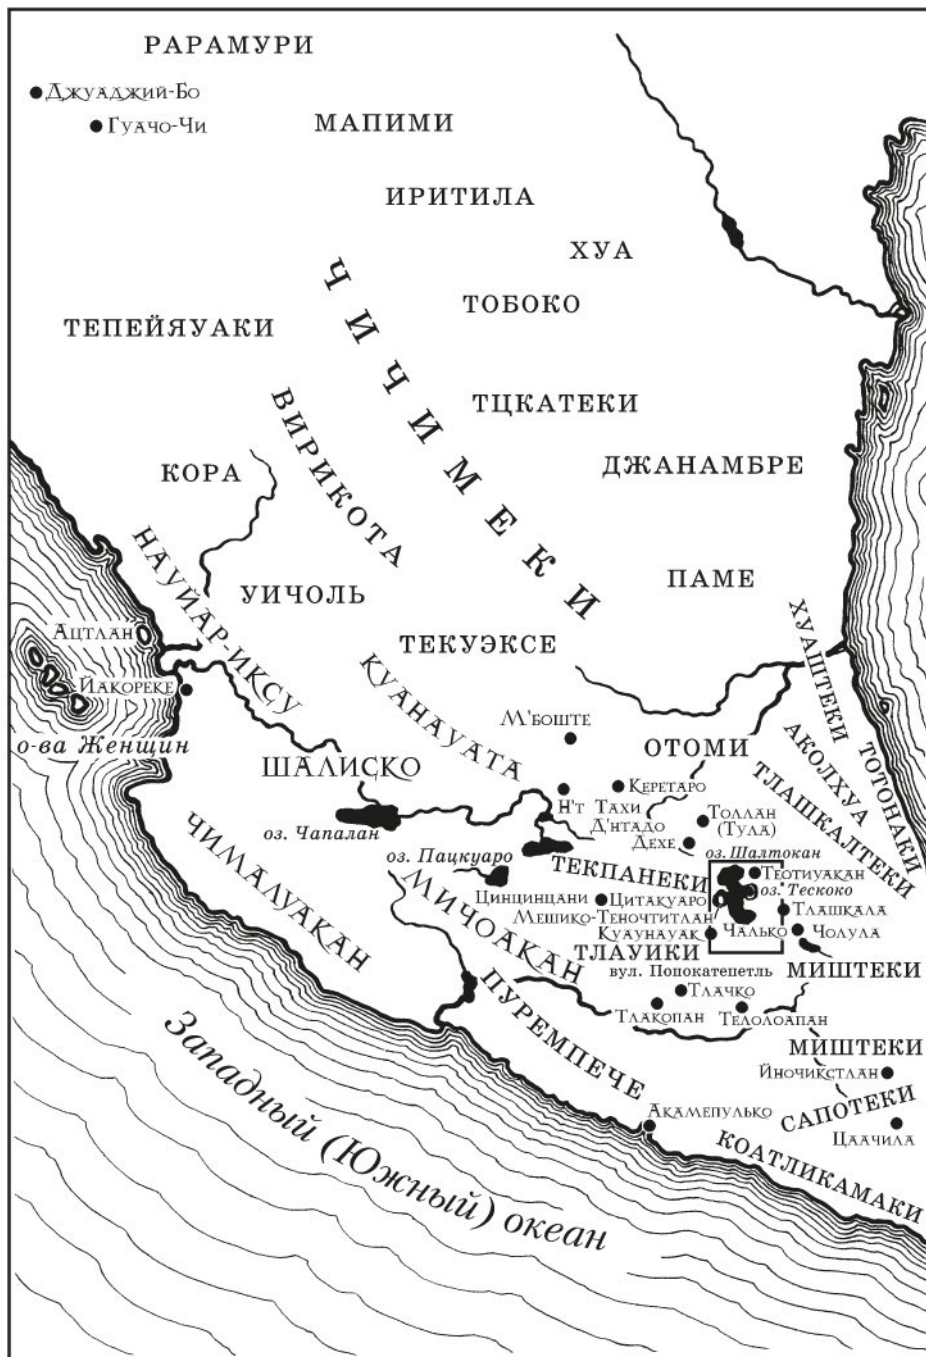 РАРАМУРИ
Джуаджий-Бо
Гуачо-Чи
МАПИМИ
ИРИТИЛА
ХУА
ТОБОКО
ТЕПЕЙЯУАКИ
ЧИЧИМЕКИ
ТЦКАТЕКИ
ВИРИКОТА
ДЖАНАМБРЕ
КОРА
НАУЙАР-ИКСУ
УИЧОЛЬ
ПАМЕ
ХУАШТЕКИ
Ацтлан
ТЕКУЭКСЕ
КУАНАУАТА
Йакореке
о-ва Женщин
М'боште
ОТОМИ
АКОЛХУА
ТОТОНАКИ
ШАЛИСКО
Керетаро
ТЛАШКАЛТЕКИ
Н'т Тахи
оз. Чапалан
Д'нтадо
Толлан
(Тула)
Дехе
оз. Шалтокан
ЧИМАЛУАКАН
оз. Пацкуаро
ТЕКПАНЕКИ
Теотиуакан
оз. Тескоко
МИЧОАКАН
Цинцинцани
Цитакуаро
Тлашкала
Мешико-Теночтитлан
Куаунауак
Чалько
Чолула
ТЛАУИКИ
вул. Попокатепетль
МИШТЕКИ
ПУРЕМПЕЧЕ
Тлачко
Тлакопан
Телолоапан
МИШТЕКИ
Йночикстлан
САПОТЕКИ
Акамепулько
Цаачила
КОАТЛИКАМАКИ
Западный (Южный) океан